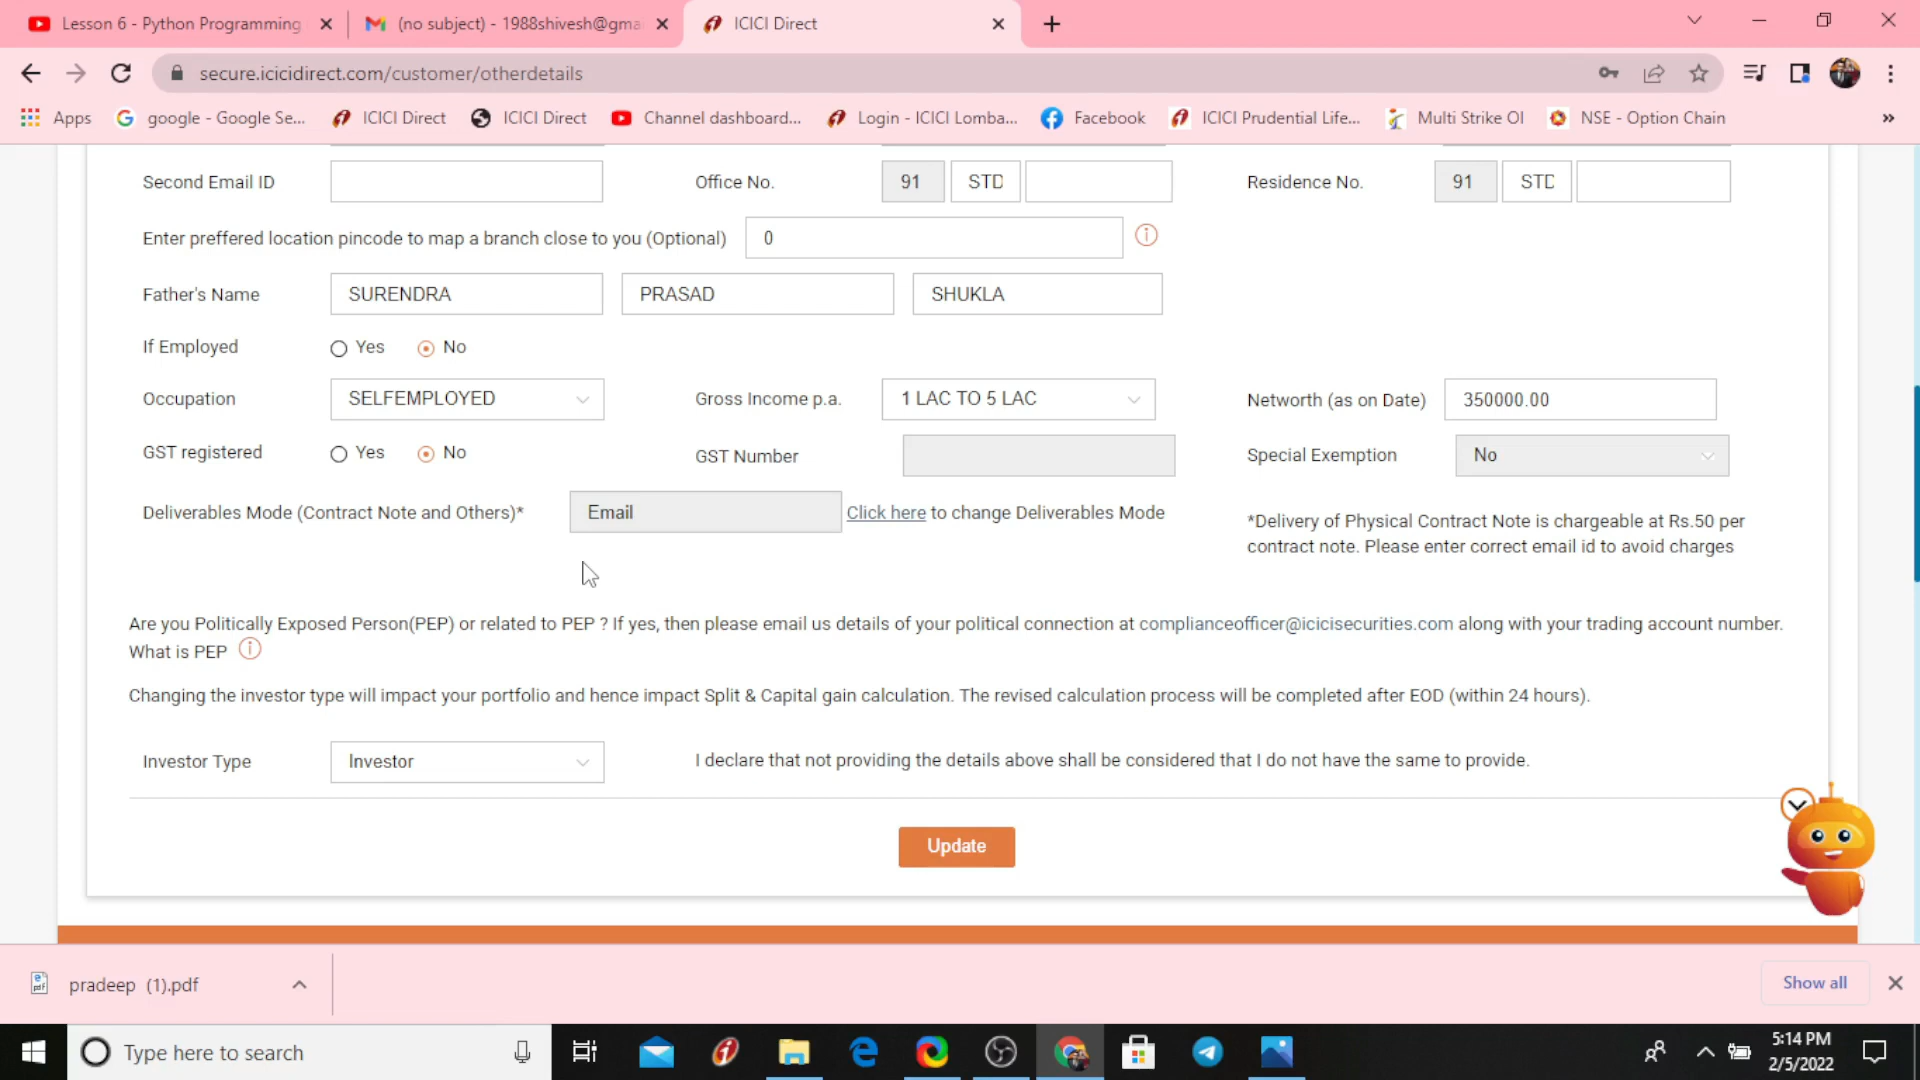 Lesson 6 - Python Programming
(no subject) - 1988shivesh@gma
ICICI Direct
secure.icicidirect.com/customer/otherdetails
Apps
google - Google Se...
ICICI Direct
ICICI Direct
Channel dashboard...
Login - ICICI Lomba...
Facebook
ICICI Prudential Life...
Multi Strike OI
NSE - Option Chain
»
Second Email ID
Office No. 91 STD
Residence No. 91 STD
Enter preffered location pincode to map a branch close to you (Optional) 0
Father's Name SURENDRA PRASAD SHUKLA
If Employed Yes No
Occupation SELFEMPLOYED Gross Income p.a. 1 LAC TO 5 LAC Networth (as on Date) 350000.00
GST registered Yes No GST Number Special Exemption No
Deliverables Mode (Contract Note and Others)* Email Click here to change Deliverables Mode
*Delivery of Physical Contract Note is chargeable at Rs.50 per
contract note. Please enter correct email id to avoid charges
Are you Politically Exposed Person(PEP) or related to PEP ? If yes, then please email us details of your political connection at complianceofficer@icicisecurities.com along with your trading account number.
What is PEP
Changing the investor type will impact your portfolio and hence impact Split & Capital gain calculation. The revised calculation process will be completed after EOD (within 24 hours).
Investor Type Investor I declare that not providing the details above shall be considered that I do not have the same to provide.
Update
pradeep (1).pdf
Show all
Type here to search
5:14 PM
2/5/2022